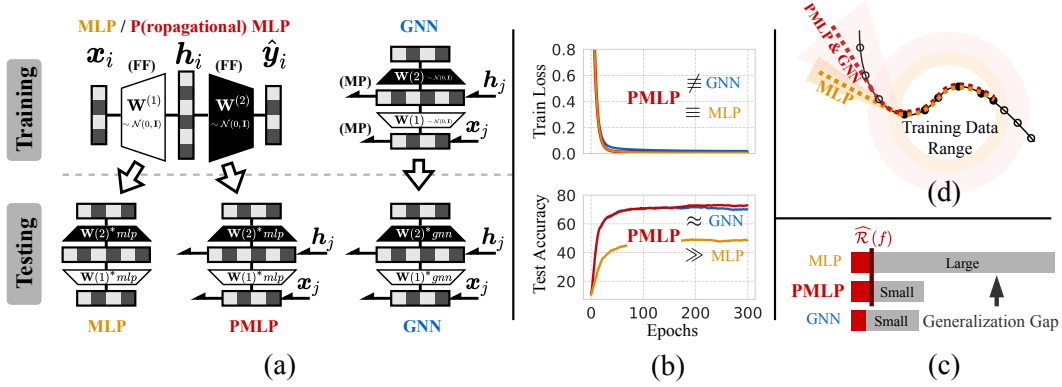 MLP / P(ropagational) MLP
GNN
x_i
h_i
ŷ_i
(FF)
(FF)
W^(1)
~ N(0, I)
W^(2)
~ N(0, I)
(MP)
W(2) ~ N(0, I)
h_j
(MP)
W(1) ~ N(0, I)
x_j
Training
Testing
W(2)*mlp
W(1)*mlp
MLP
W(2)*mlp
h_j
W(1)*mlp
x_j
PMLP
W(2)*gnn
h_j
W(1)*gnn
x_j
GNN
(a)
Train Loss
0.8
0.6
0.4
0.2
0.0
PMLP
≢ GNN
≡ MLP
Test Accuracy
80
60
40
20
PMLP
≈ GNN
≫ MLP
0 100 200 300
Epochs
(b)
PMLP & GNN
MLP
Training Data
Range
(d)
R̂(f)
MLP
Large
PMLP
Small
GNN
Small
Generalization Gap
(c)